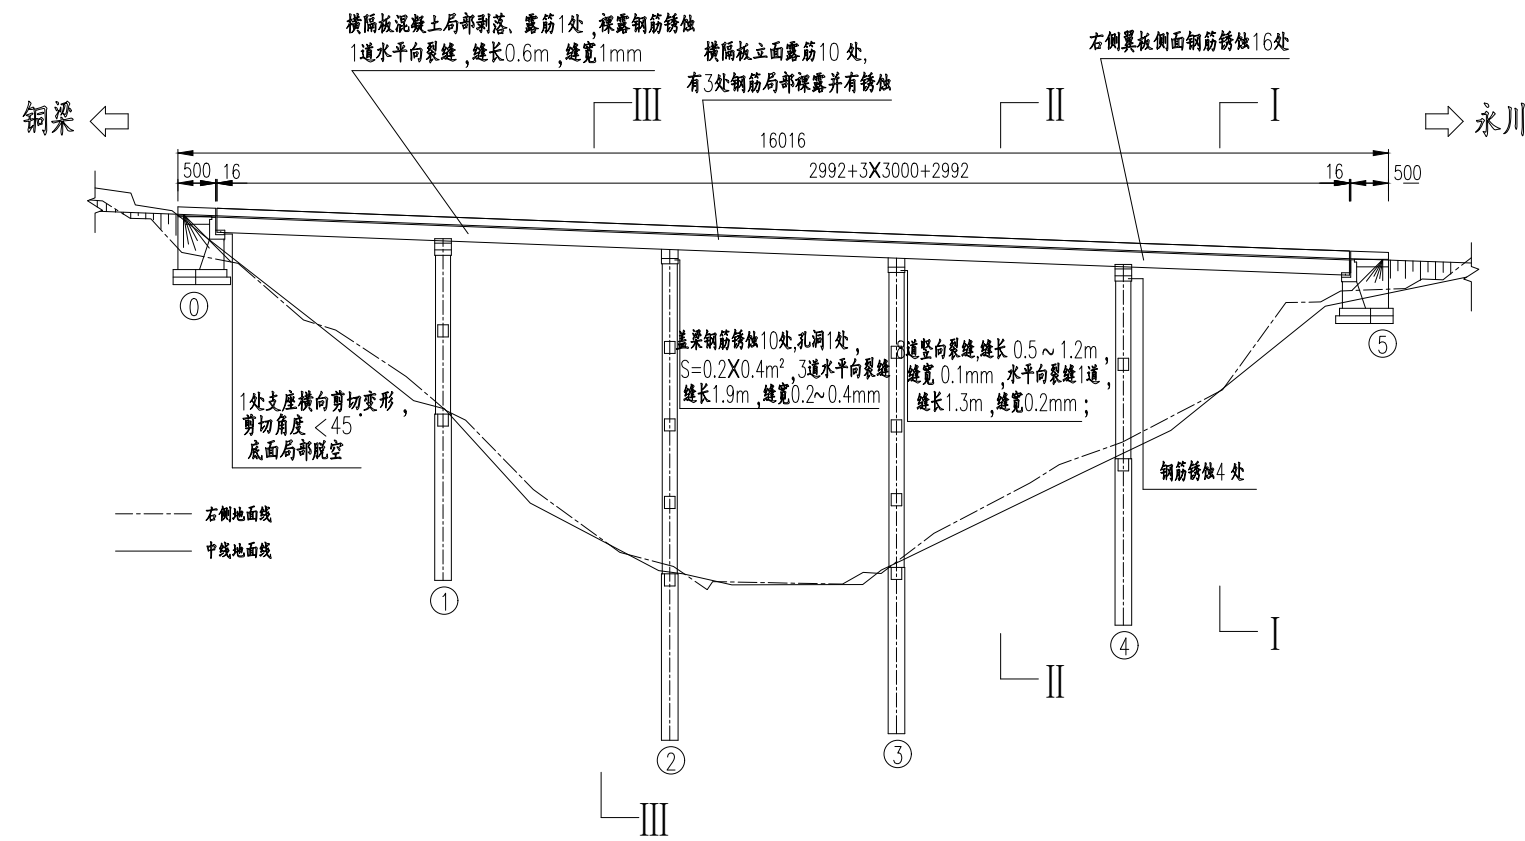 横隔板混凝土局部剥落、露筋1处,裸露钢筋锈蚀
1道水平向裂缝,缝长0.6m,缝宽1mm
横隔板立面露筋10 处,
有3处钢筋局部裸露并有锈蚀
右侧翼板侧面钢筋锈蚀16处
铜梁
III
II
I
永川
16016
500
16
2992+3X3000+2992
16
500
0
5
盖梁钢筋锈蚀10处,孔洞1处,
S=0.2X0.4m²,3道水平向裂缝
缝长1.9m,缝宽0.2~0.4mm
8道竖向裂缝,缝长 0.5~1.2m,
缝宽 0.1mm,水平向裂缝1道,
缝长1.3m,缝宽0.2mm;
1处支座横向剪切变形,
剪切角度 <45°
底面局部脱空
钢筋锈蚀4 处
右侧地面线
中线地面线
1
4
I
II
2
3
III